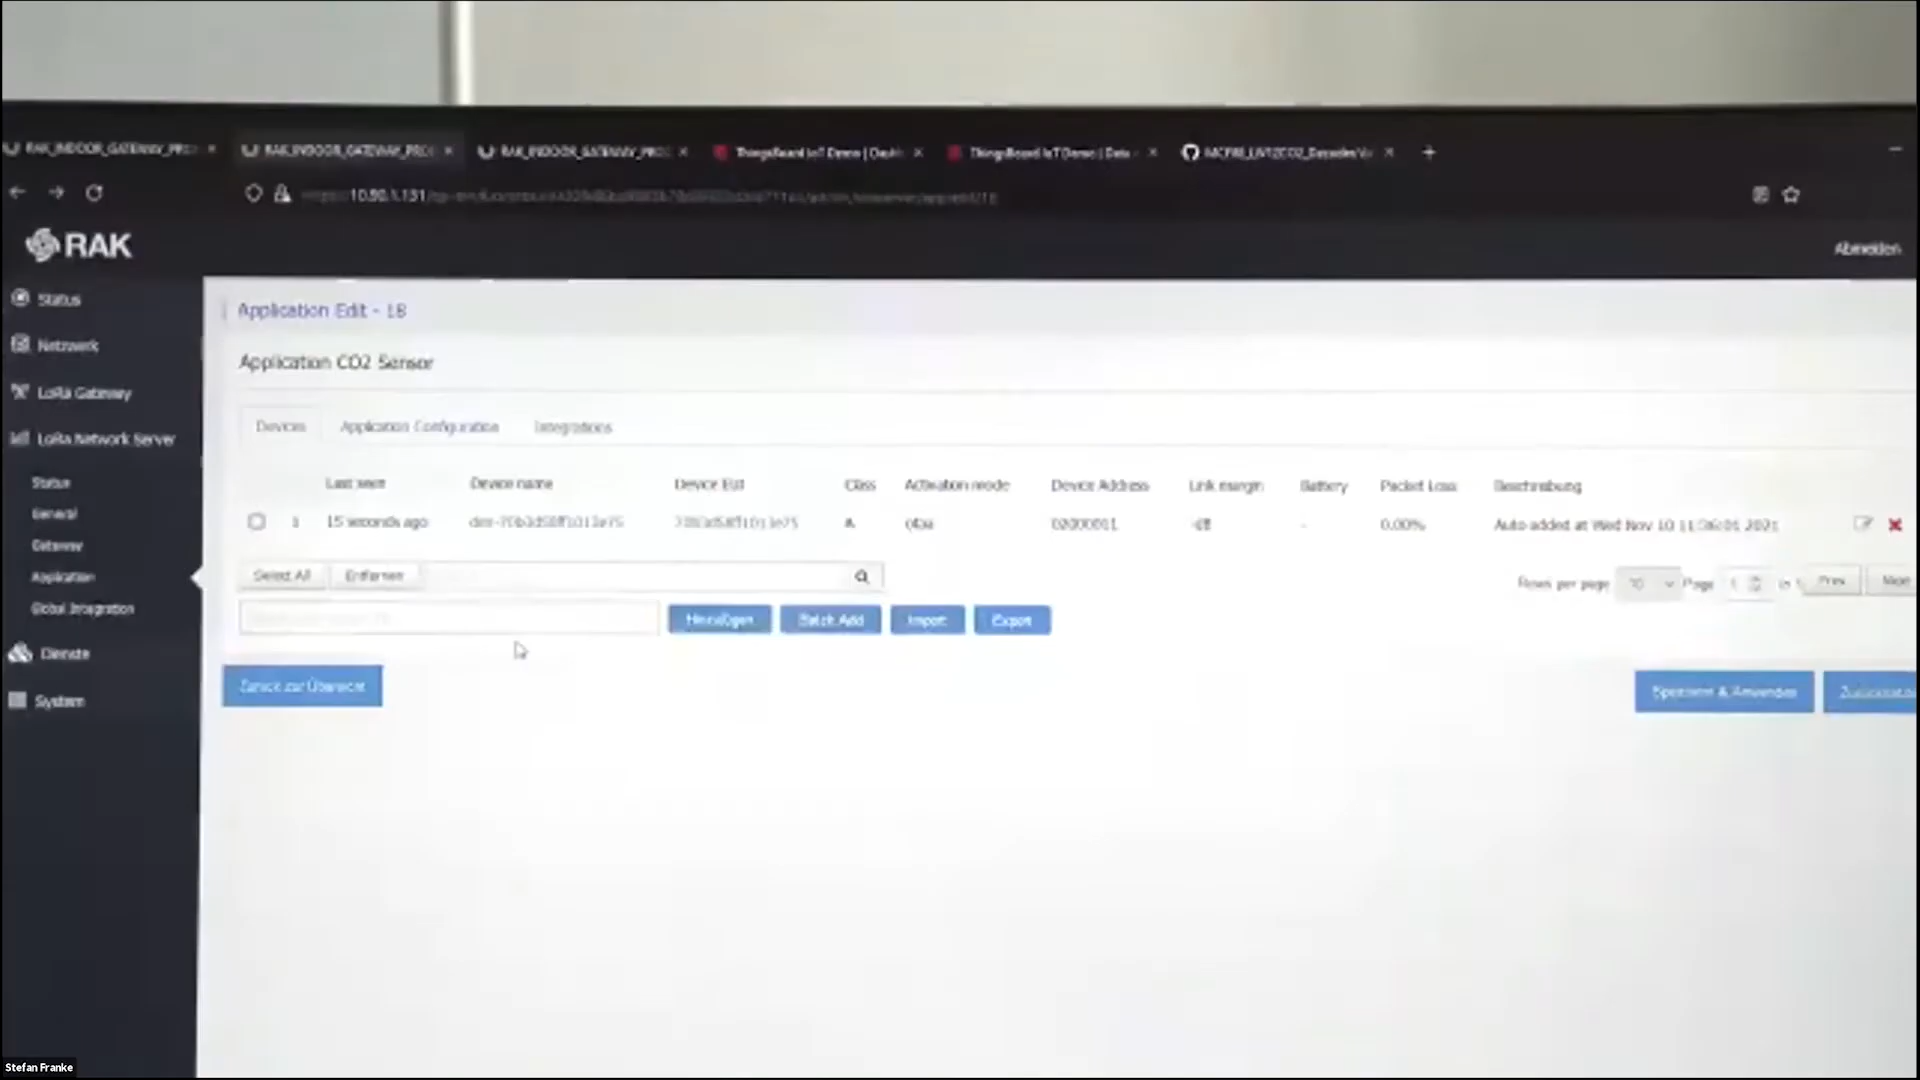 RAK_INDOOR_GATEWAY_PRO RAK_INDOOR_GATEWAY_PRO RAK_INDOOR_GATEWAY_PRO ThingsBoard IoT Demo | Dash ThingsBoard IoT Demo | Data
10.90.1.131
RAK
Abmelden
Status
Netzwerk
LoRa Gateway
LoRa Network Server
Status
General
Gateway
Application
Global Integration
Dienste
System
Application Edit - 18
Application CO2 Sensor
Devices Application Configuration Integrations
Last seen Device name Device EUI Class Activation mode Device Address Link margin Battery Packet Loss Beschreibung
1 15 seconds ago A otaa - 0.00% Auto added at Wed Nov 10 2021
Select All Entfernen
Rows per page 10 Page 1 Prev Next
Hinzufügen Batch Add Import Export
Zurück zur Übersicht
Speichern & Anwenden
Stefan Franke